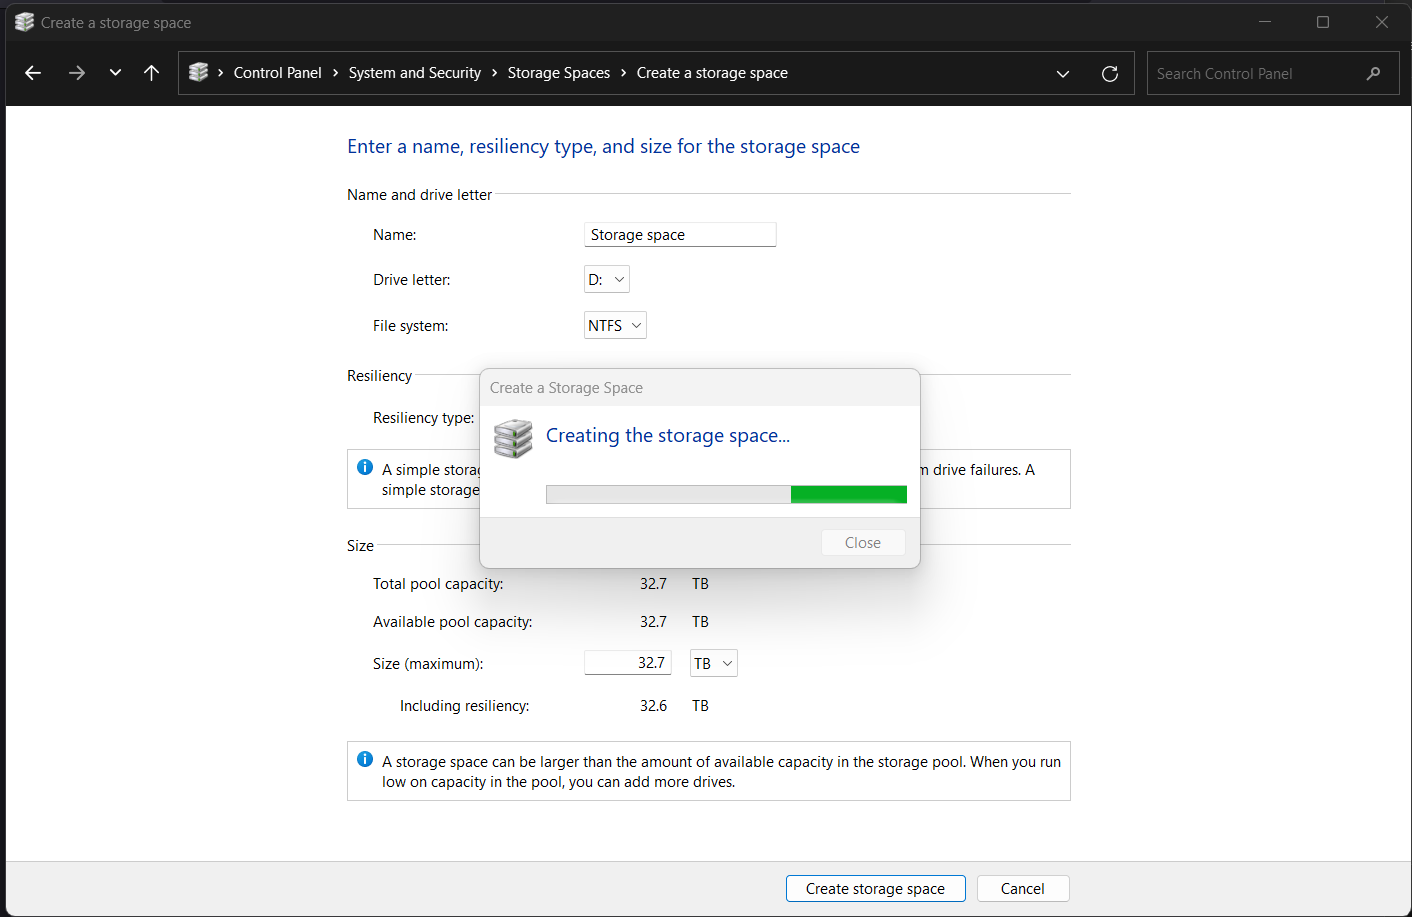 Create a storage space
Control Panel > System and Security > Storage Spaces > Create a storage space
Search Control Panel
Enter a name, resiliency type, and size for the storage space
Name and drive letter
Name: Storage space
Drive letter: D:
File system: NTFS
Resiliency
Resiliency type:
Create a Storage Space
Creating the storage space...
Close
A simple drive failures. A
simple storage
Size
Total pool capacity: 32.7 TB
Available pool capacity: 32.7 TB
Size (maximum): 32.7 TB
Including resiliency: 32.6 TB
A storage space can be larger than the amount of available capacity in the storage pool. When you run
low on capacity in the pool, you can add more drives.
Create storage space Cancel